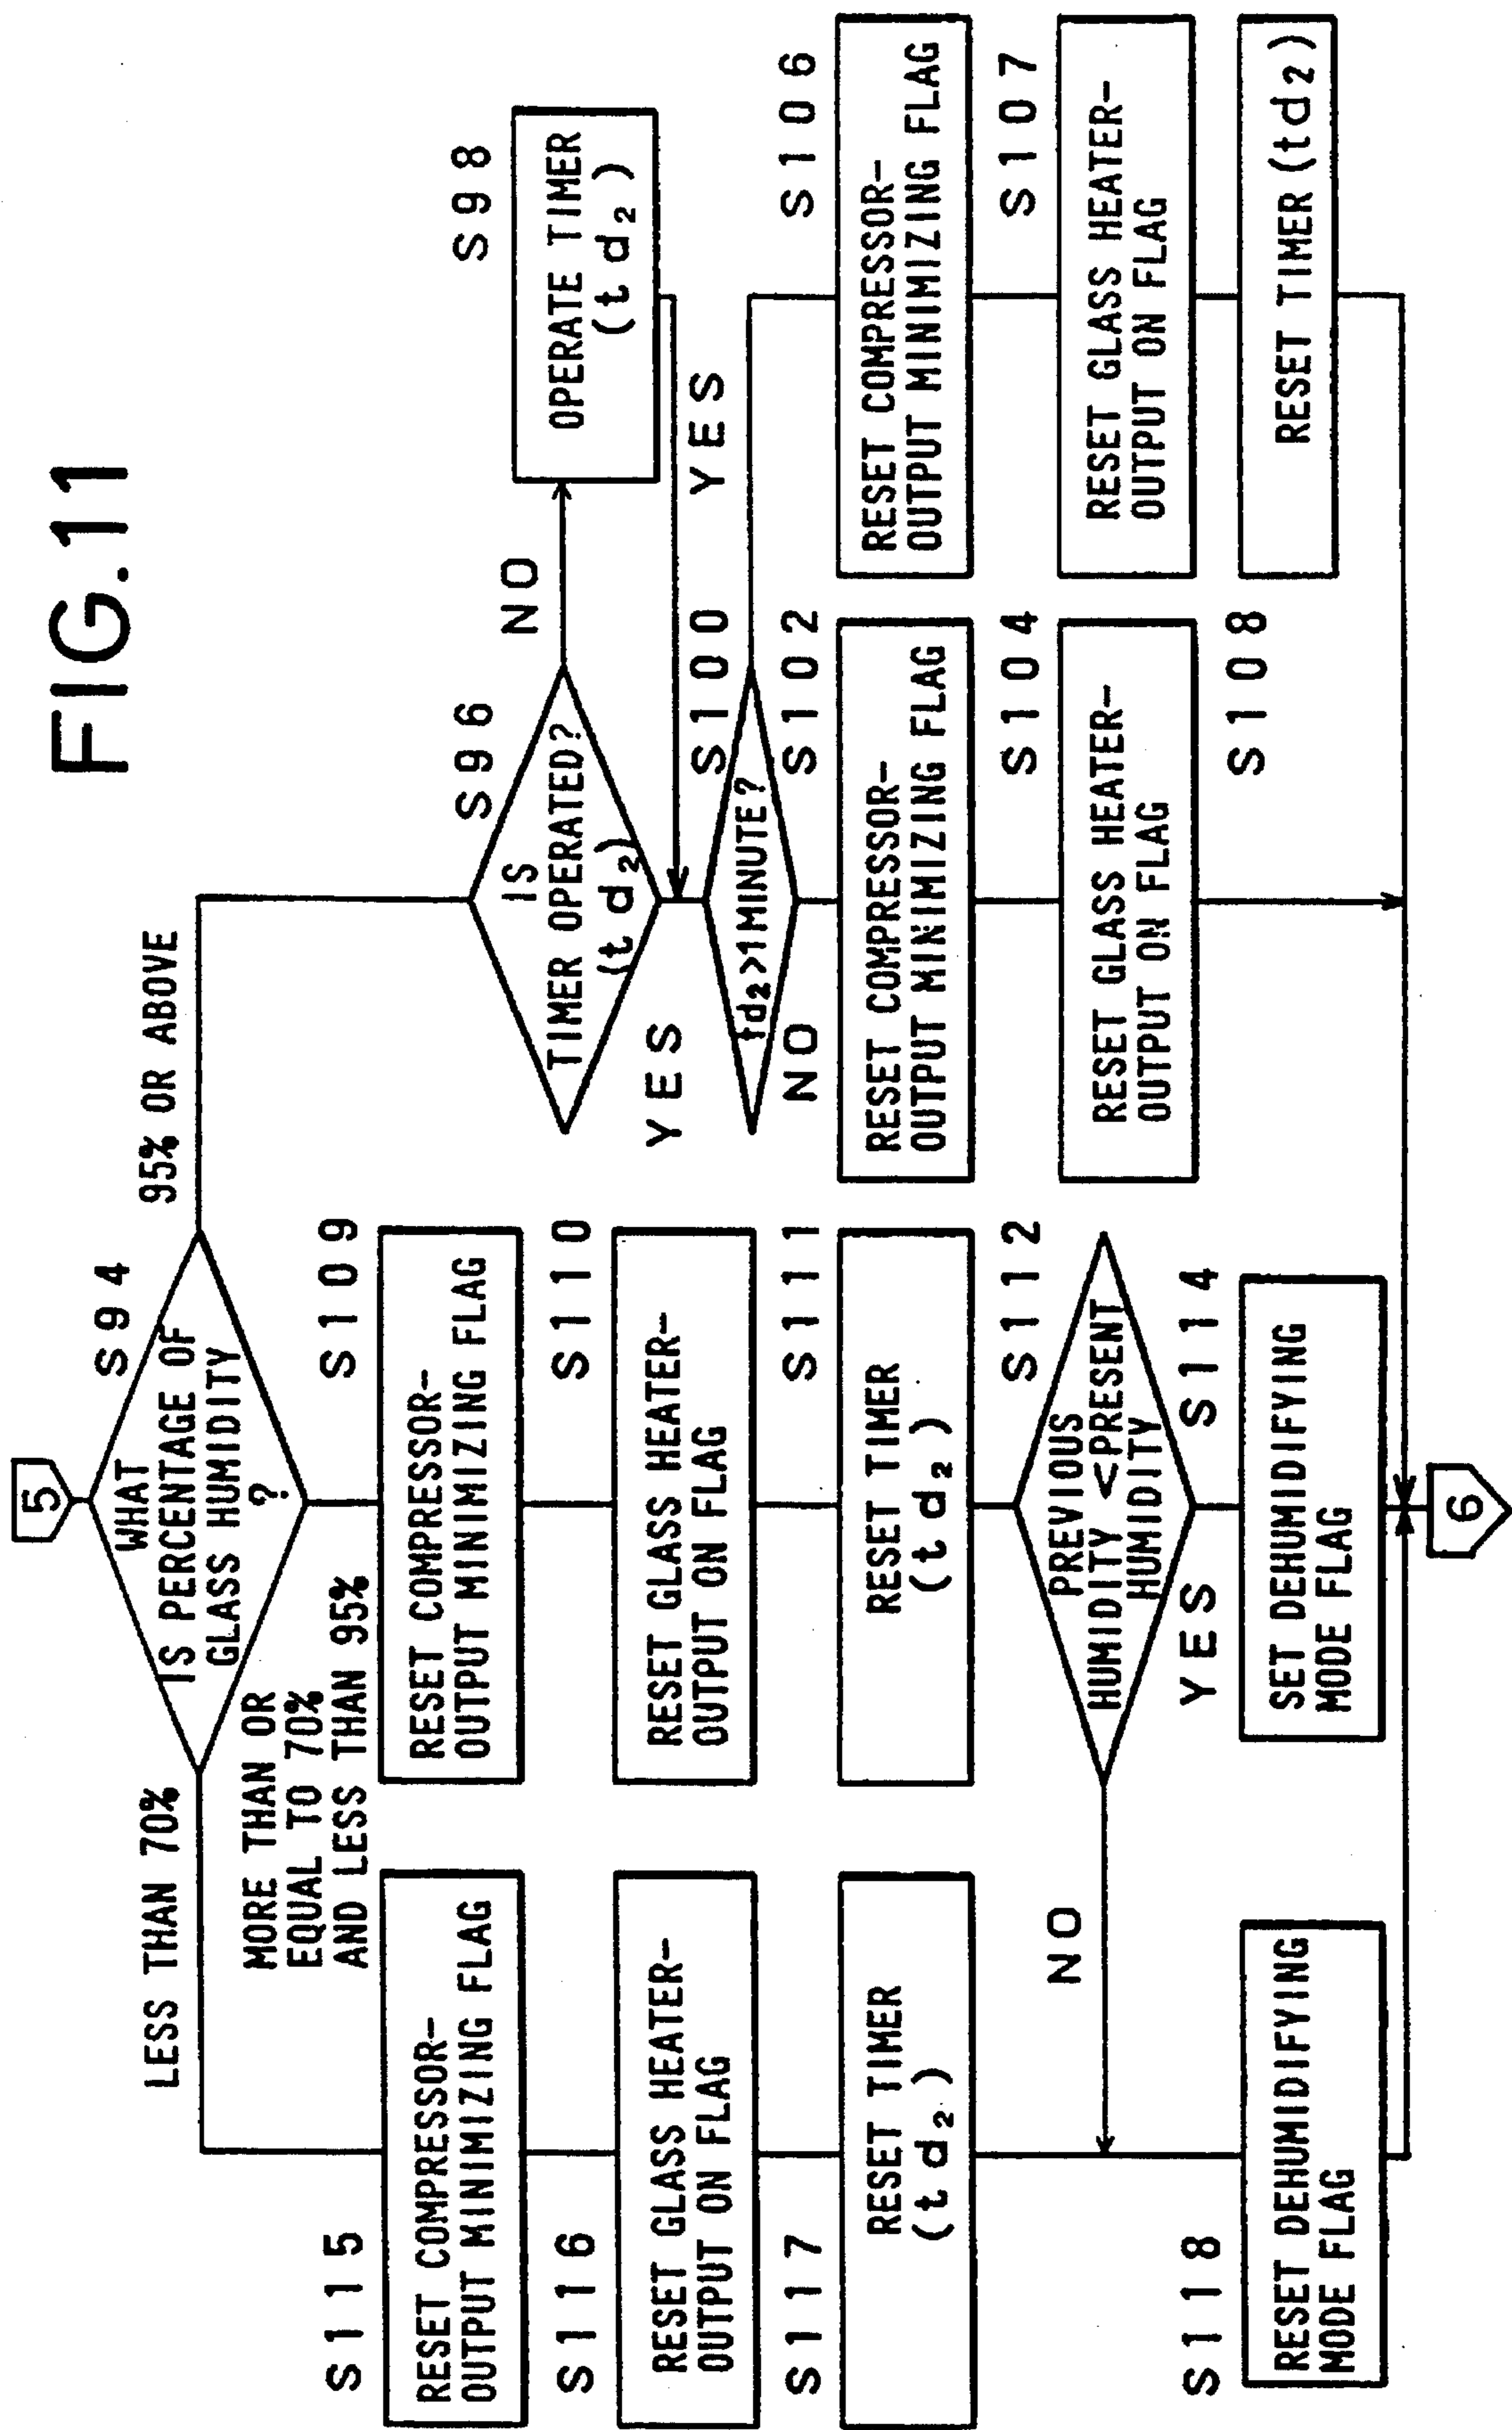 FIG.11
5
S94
WHAT
IS PERCENTAGE OF
GLASS HUMIDITY
?
LESS THAN 70%
MORE THAN OR
EQUAL TO 70%
AND LESS THAN 95%
95% OR ABOVE
S115
RESET COMPRESSOR-
OUTPUT MINIMIZING FLAG
S116
RESET GLASS HEATER-
OUTPUT ON FLAG
S117
RESET TIMER
(td₂)
S118
RESET DEHUMIDIFYING
MODE FLAG
S109
RESET COMPRESSOR-
OUTPUT MINIMIZING FLAG
S110
RESET GLASS HEATER-
OUTPUT ON FLAG
S111
RESET TIMER
(td₂)
S112
PREVIOUS
HUMIDITY <PRESENT
HUMIDITY
NO
YES
S114
SET DEHUMIDIFYING
MODE FLAG
S96
IS
TIMER OPERATED?
(td₂)
NO
S98
OPERATE TIMER
(td₂)
YES
S100
td₂>1MINUTE?
YES
NO
S102
RESET COMPRESSOR-
OUTPUT MINIMIZING FLAG
S104
RESET GLASS HEATER-
OUTPUT ON FLAG
S106
RESET COMPRESSOR-
OUTPUT MINIMIZING FLAG
S107
RESET GLASS HEATER-
OUTPUT ON FLAG
S108
RESET TIMER (td₂)
6